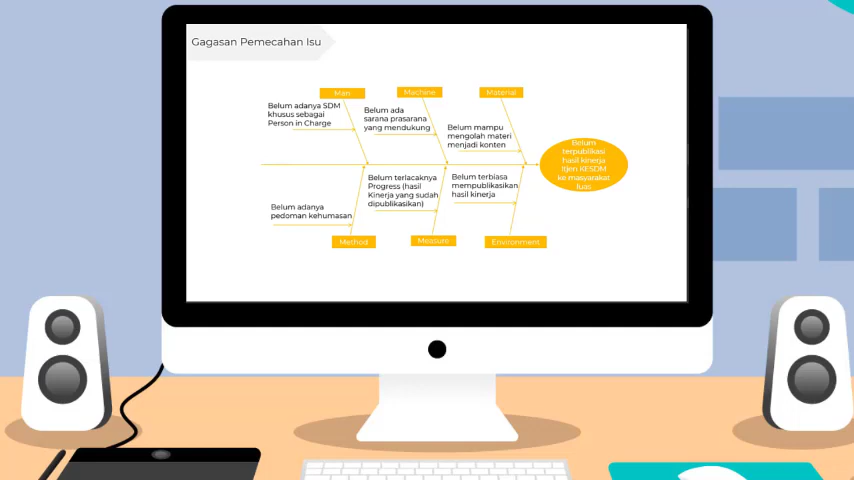 Gagasan Pemecahan Isu
Man
Machine
Material
Belum adanya SDM
khusus sebagai
Person in Charge
Belum ada
sarana prasarana
yang mendukung
Belum mampu
mengolah materi
menjadi konten
Belum
terpublikasi
hasil kinerja
Itjen KESDM
ke masyarakat
luas
Belum adanya
pedoman kehumasan
Belum terlacaknya
Progress (hasil
Kinerja yang sudah
dipublikasikan)
Belum terbiasa
mempublikasikan
hasil kinerja
Method
Measure
Environment